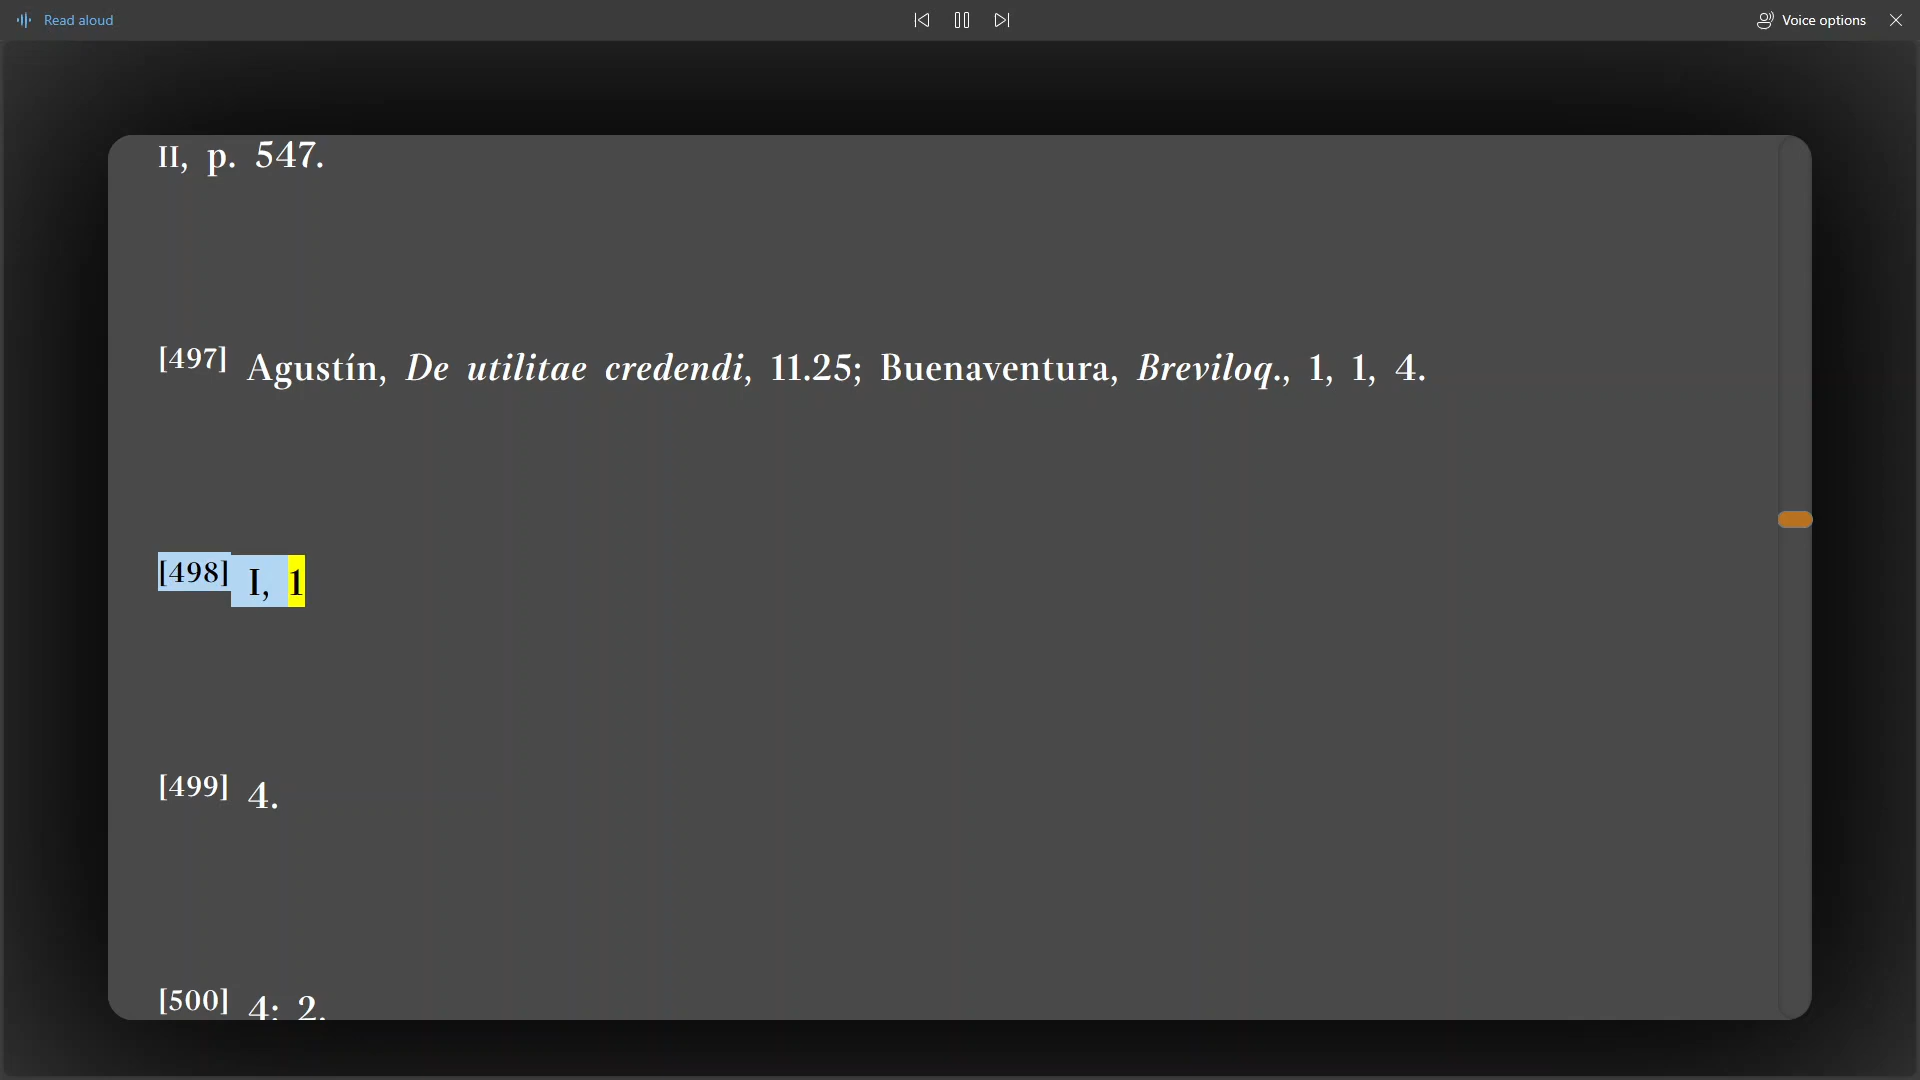 Read aloud
Voice options
II, p. 547.
[497] Agustín, De utilitae credendi, 11.25; Buenaventura, Breviloq., 1, 1, 4.
[498] I, 1
[499] 4.
[500] 4; 2.